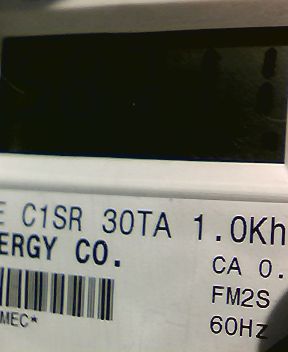 E C1SR 30TA 1.0Kh
ERGY CO.
CA 0.
FM2S
MEC*
60Hz